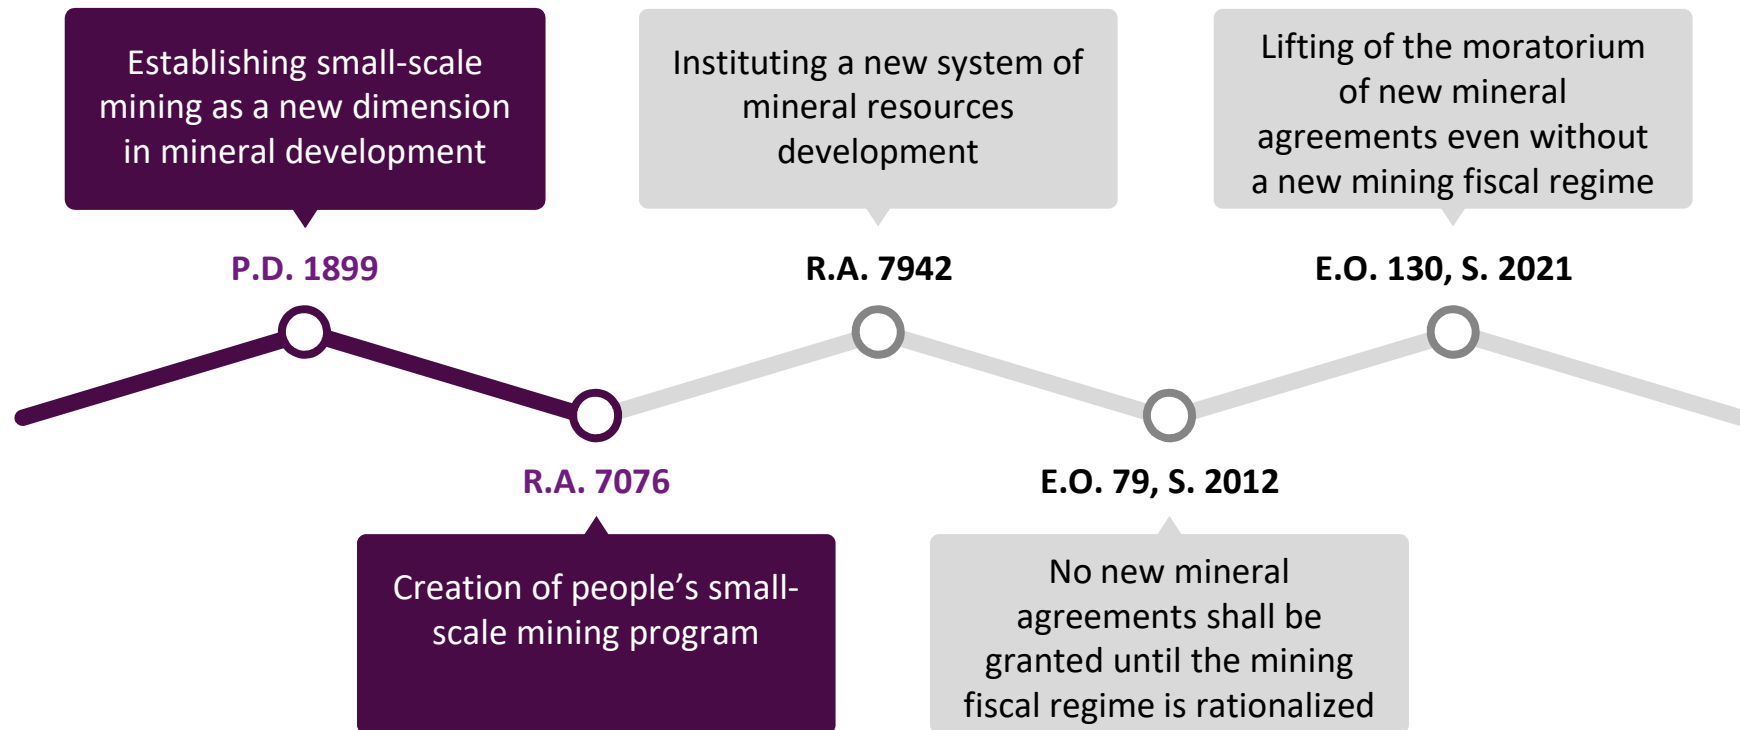 Establishing small-scale
mining as a new dimension
in mineral development
P.D. 1899
R.A. 7076
Creation of people’s small-
scale mining program
Instituting a new system of
mineral resources
development
R.A. 7942
E.O. 79, S. 2012
No new mineral
agreements shall be
granted until the mining
fiscal regime is rationalized
Lifting of the moratorium
of new mineral
agreements even without
a new mining fiscal regime
E.O. 130, S. 2021